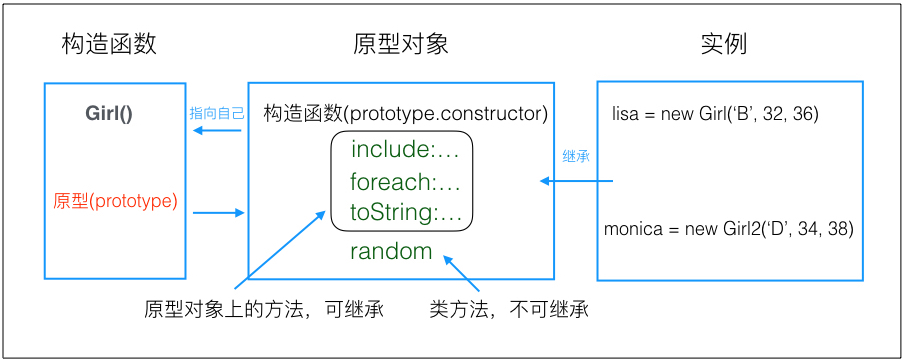 构造函数
原型对象
实例
Girl()
指向自己
构造函数(prototype.constructor)
lisa = new Girl(‘B’, 32, 36)
include:…
继承
foreach:…
原型(prototype)
toString:…
monica = new Girl2(‘D’, 34, 38)
random
原型对象上的方法，可继承
类方法，不可继承